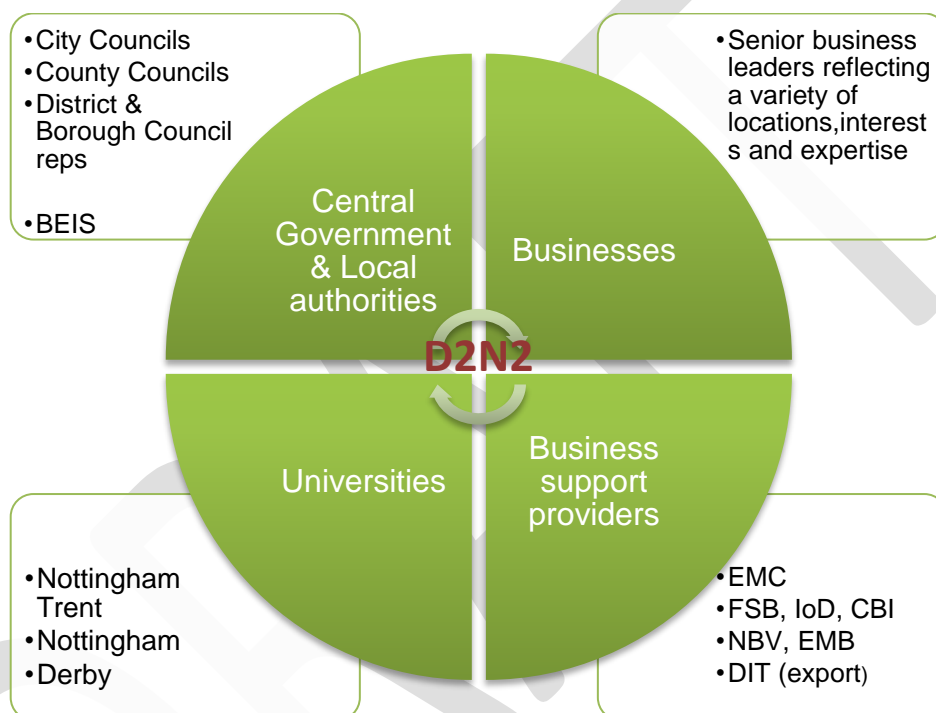 •City Councils
•County Councils
•District &
Borough Council
reps
•BEIS
•Senior business
leaders reflecting
a variety of
locations,interest
s and expertise
Central
Government
& Local
authorities
Businesses
D2N2
Universities
Business
support
providers
•Nottingham
Trent
•Nottingham
•Derby
•EMC
•FSB, IoD, CBI
•NBV, EMB
•DIT (export)